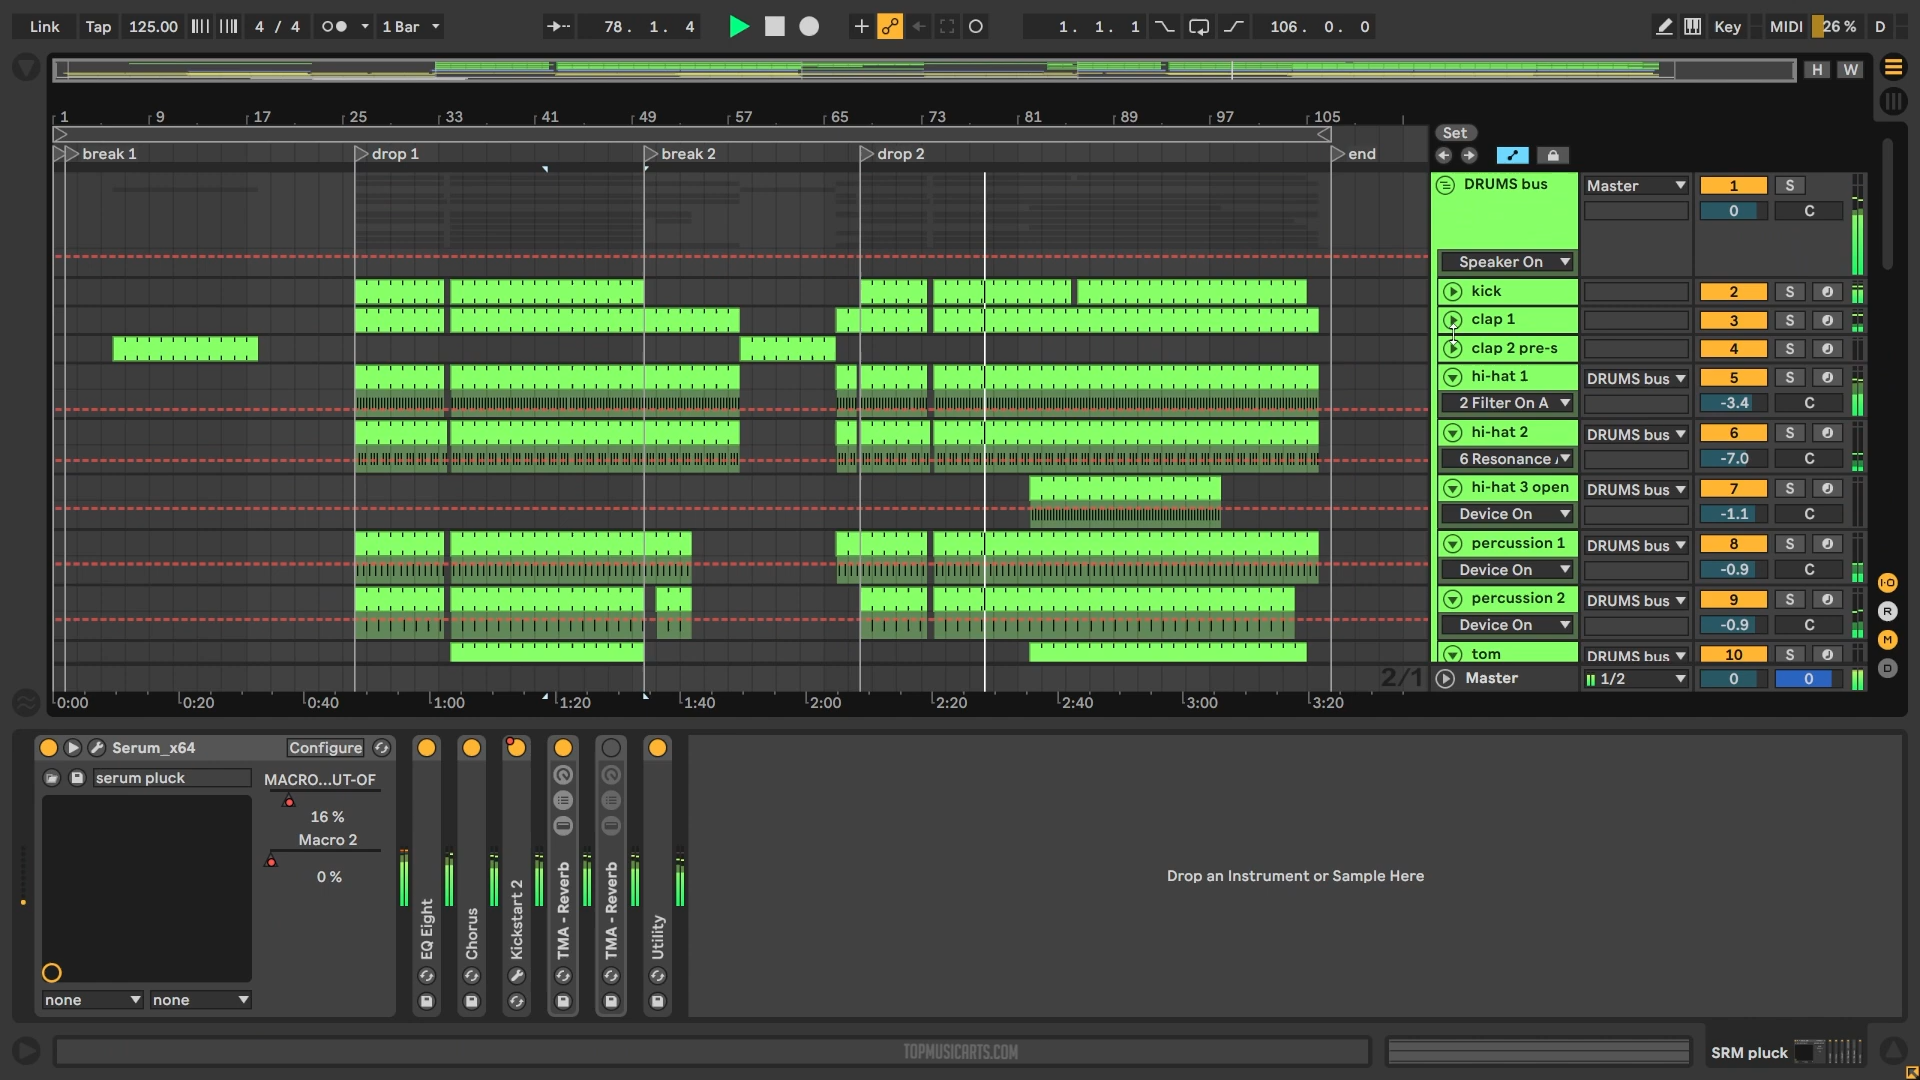 Link Tap 125.00 4 / 4 1 Bar 78. 1. 4 1. 1. 1 106. 0. 0 Key MIDI 26 % D
H W
1 9 17 25 33 41 49 57 65 73 81 89 97 105
Set
break 1 drop 1 break 2 drop 2 end
DRUMS bus Master 1 S
0 C
Speaker On
kick 2 S
clap 1 3 S
clap 2 pre-s 4 S
hi-hat 1 DRUMS bus 5 S
2 Filter On A -3.4 C
hi-hat 2 DRUMS bus 6 S
6 Resonance -7.0 C
hi-hat 3 open DRUMS bus 7 S
Device On -1.1 C
percussion 1 DRUMS bus 8 S
Device On -0.9 C
percussion 2 DRUMS bus 9 S
Device On -0.9 C
tom DRUMS bus 10 S
I·O
R
M
D
2/1 Master 1/2 0 0
0:00 0:20 0:40 1:00 1:20 1:40 2:00 2:20 2:40 3:00 3:20
Serum_x64 Configure
serum pluck MACRO...UT-OF
16 %
Macro 2
0 %
none none
EQ Eight
Chorus
Kickstart 2
TMA - Reverb
TMA - Reverb
Utility
Drop an Instrument or Sample Here
TOPMUSICARTS.COM
SRM pluck